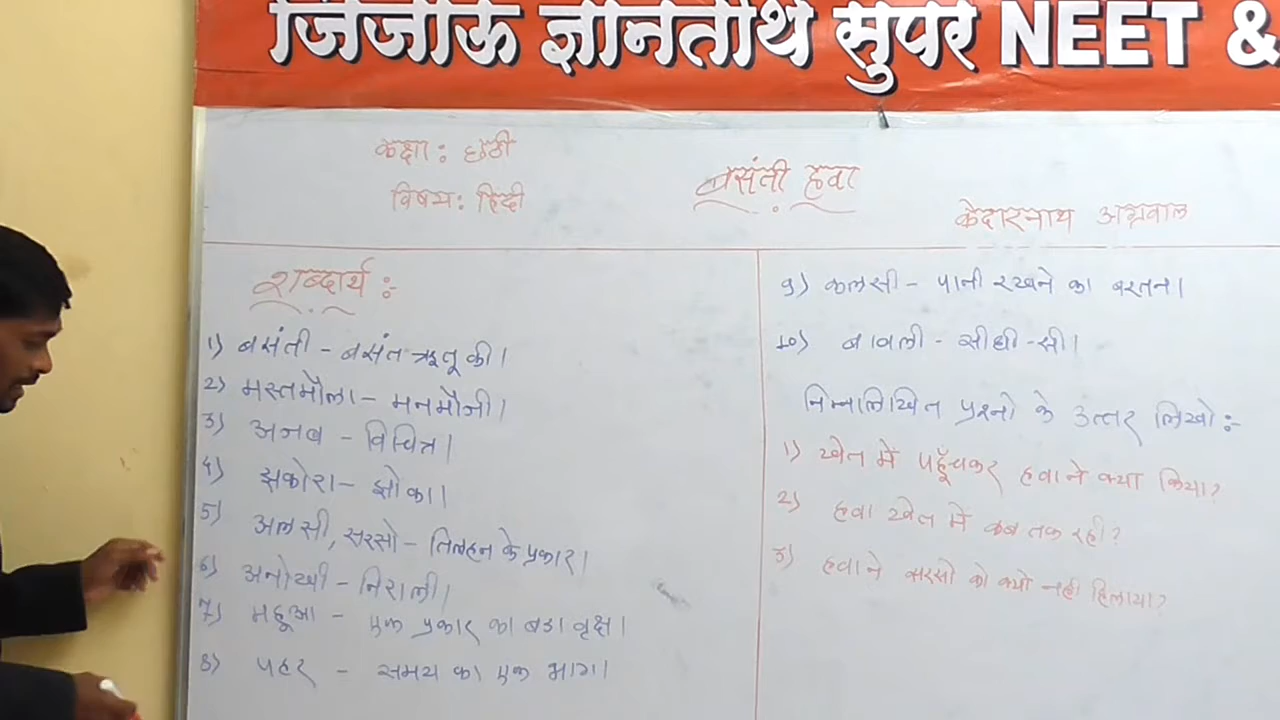 जिजाऊ ज्ञानतीर्थ सुपर NEET &
कक्षा: छठी
विषय: हिंदी
बसंती हवा
केदारनाथ अग्रवाल
शब्दार्थ :-
1) बसंती - बसंत ऋतू की।
2) मस्तमौला - मनमौजी।
3) अजब - विचित्र।
4) झकोरा - झोका।
5) अलसी, सरसो - तिलहन के प्रकार।
6) अनोखी - निराली।
7) महूआ - एक प्रकार का बडा वृक्ष।
8) पहर - समय का एक भाग।
9) कलसी - पानी रखने का बरतन।
10) बावली - सीधी-सी।
निम्नलिखित प्रश्नो के उत्तर लिखो:-
1) खेत में पहूँचकर हवा ने क्या किया?
2) हवा खेत में कब तक रही?
3) हवा ने सरसो को क्यो नही हिलाया?